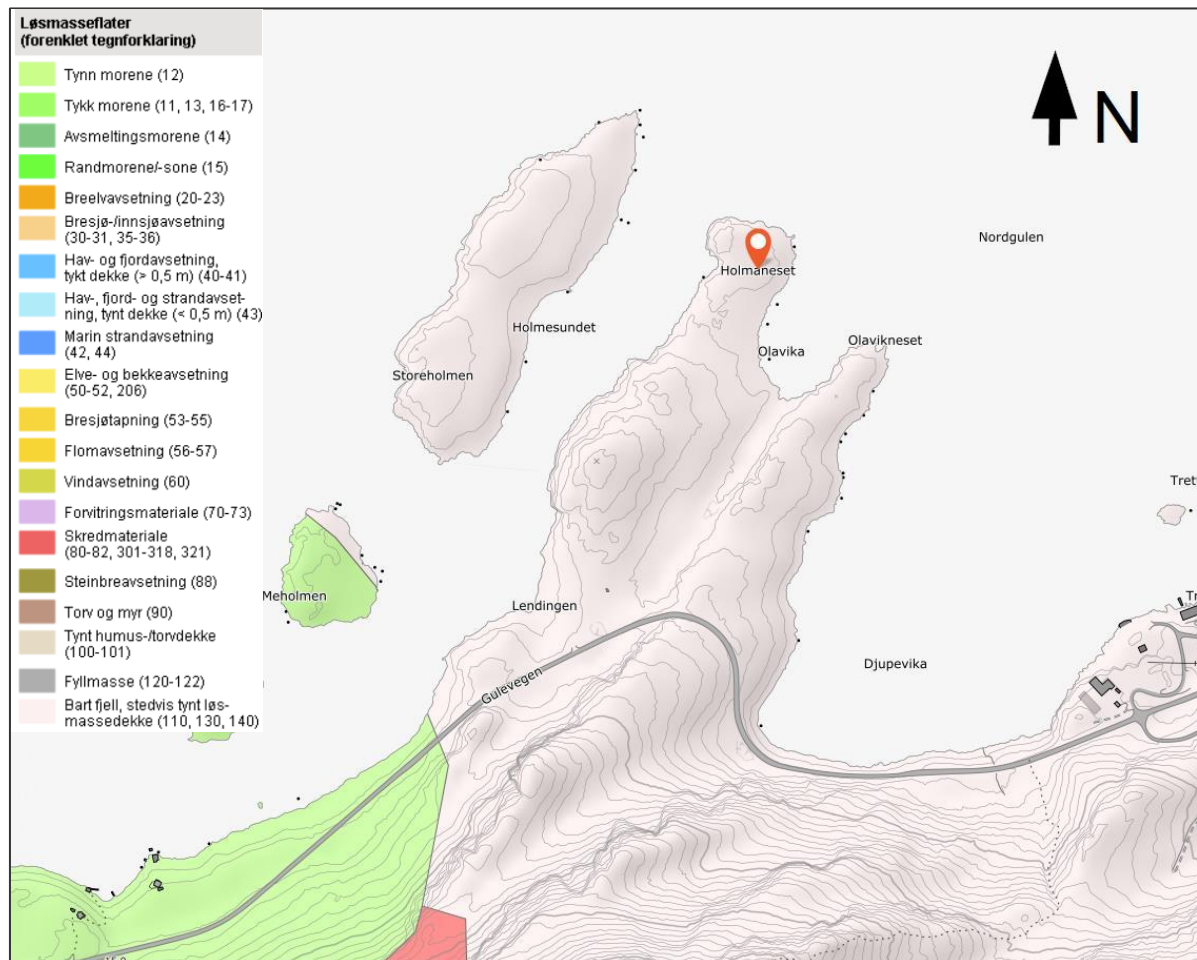 Løsmasseflater
(forenklet tegnforklaring)
Tynn morene (12)
Tykk morene (11, 13, 16-17)
Avsmeltingsmorene (14)
Randmorene/-sone (15)
Breelvavsetning (20-23)
Bresjø-/innsjøavsetning
(30-31, 35-36)
Hav- og fjordavsetning,
tykt dekke (> 0,5 m) (40-41)
Hav-, fjord- og strandavset-
ning, tynt dekke (< 0,5 m) (43)
Marin strandavsetning
(42, 44)
Elve- og bekkeavsetning
(50-52, 206)
Bresjøtapning (53-55)
Flomavsetning (56-57)
Vindavsetning (60)
Forvitringsmateriale (70-73)
Skredmateriale
(80-82, 301-318, 321)
Steinbreavsetning (88)
Torv og myr (90)
Tynt humus-/torvdekke
(100-101)
Fyllmasse (120-122)
Bart fjell, stedvis tynt løs-
massedekke (110, 130, 140)
N
Nordgulen
Holmaneset
Holmesundet
Olavika
Olavikneset
Storeholmen
Meholmen
Lendingen
Gulevegen
Djupevika